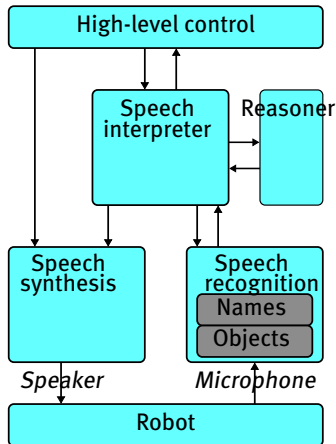 High-level control
Speech
interpreter
Reasoner
Speech
synthesis
Speech
recognition
Names
Objects
Speaker
Microphone
Robot